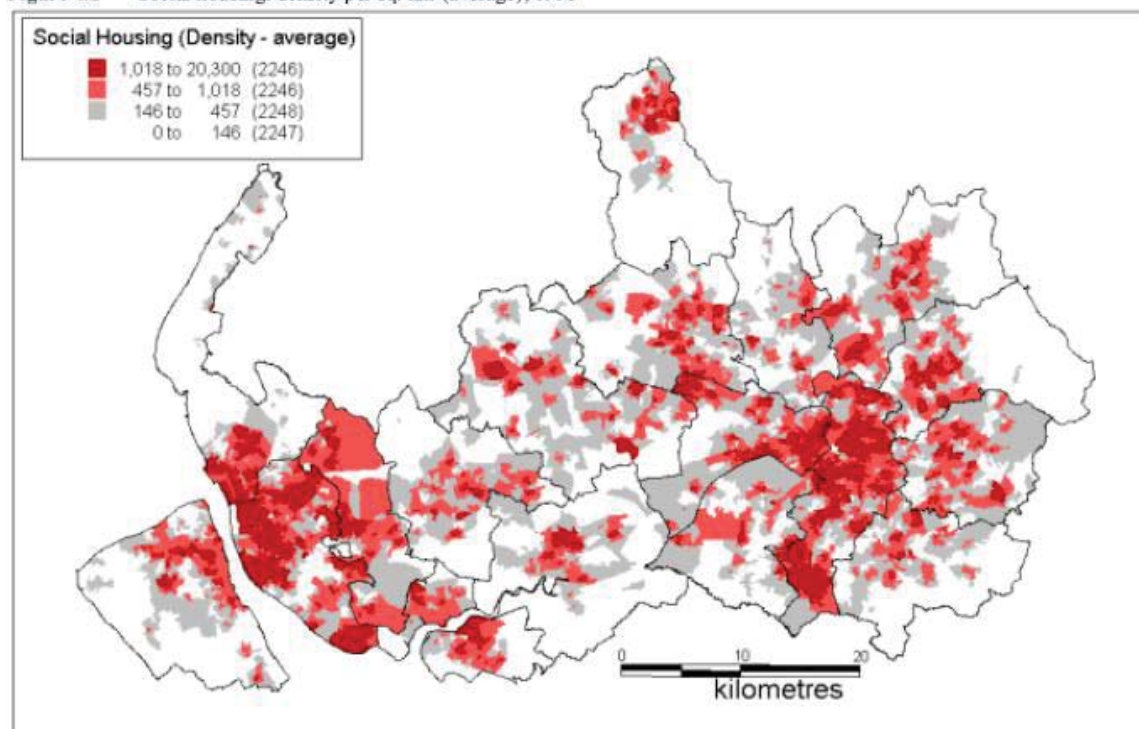 Social Housing (Density - average)
1,018 to 20,300 (2246)
457 to 1,018 (2246)
146 to 457 (2248)
0 to 146 (2247)
0 10 20
kilometres